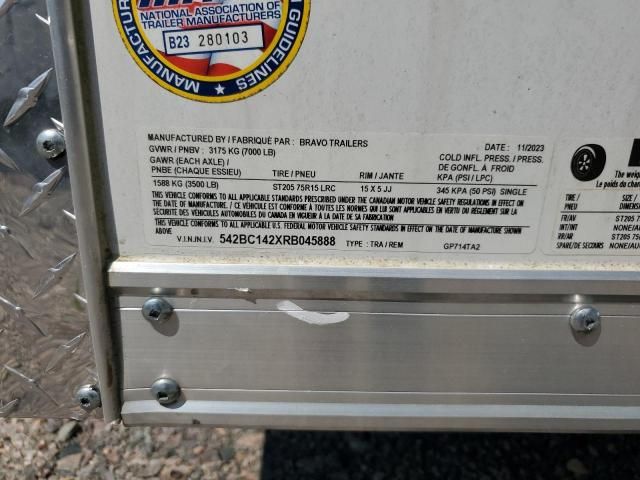 NATIONAL ASSOCIATION OF
TRAILER MANUFACTURERS
B23 280103
MANUFACTURING
GUIDELINES
MANUFACTURED BY / FABRIQUÉ PAR : BRAVO TRAILERS
DATE : 11/2023
GVWR / PNBV : 3175 KG (7000 LB)
GAWR (EACH AXLE) /
PNBE (CHAQUE ESSIEU)
TIRE / PNEU
RIM / JANTE
COLD INFL. PRESS. / PRESS.
DE GONFL. À FROID
KPA (PSI / LPC)
1588 KG (3500 LB)
ST205 75R15 LRC
15 X 5 JJ
345 KPA (50 PSI) SINGLE
THIS VEHICLE CONFORMS TO ALL APPLICABLE STANDARDS PRESCRIBED UNDER THE CANADIAN MOTOR VEHICLE SAFETY REGULATIONS IN EFFECT ON
THE DATE OF MANUFACTURE. / CE VÉHICULE EST CONFORME À TOUTES LES NORMES QUI LUI SONT APPLICABLES EN VERTU DU RÈGLEMENT
SUR LA SÉCURITÉ DES VÉHICULES AUTOMOBILES DU CANADA EN VIGUEUR À LA DATE DE SA FABRICATION.
THIS VEHICLE CONFORMS TO ALL APPLICABLE U.S. FEDERAL MOTOR VEHICLE SAFETY STANDARDS IN EFFECT ON THE DATE OF MANUFACTURE SHOWN
ABOVE
V.I.N./N.I.V. 542BC142XRB045888
TYPE : TRA / REM
GP714TA2
The weig
Le poids du cha
TIRE
PNEU
SI
DIMENS
FR/AV
ST205 7
INT/INT
NONE/AU
RR/AR
ST205 75
SPARE/DE SECOURS
NONE/AU